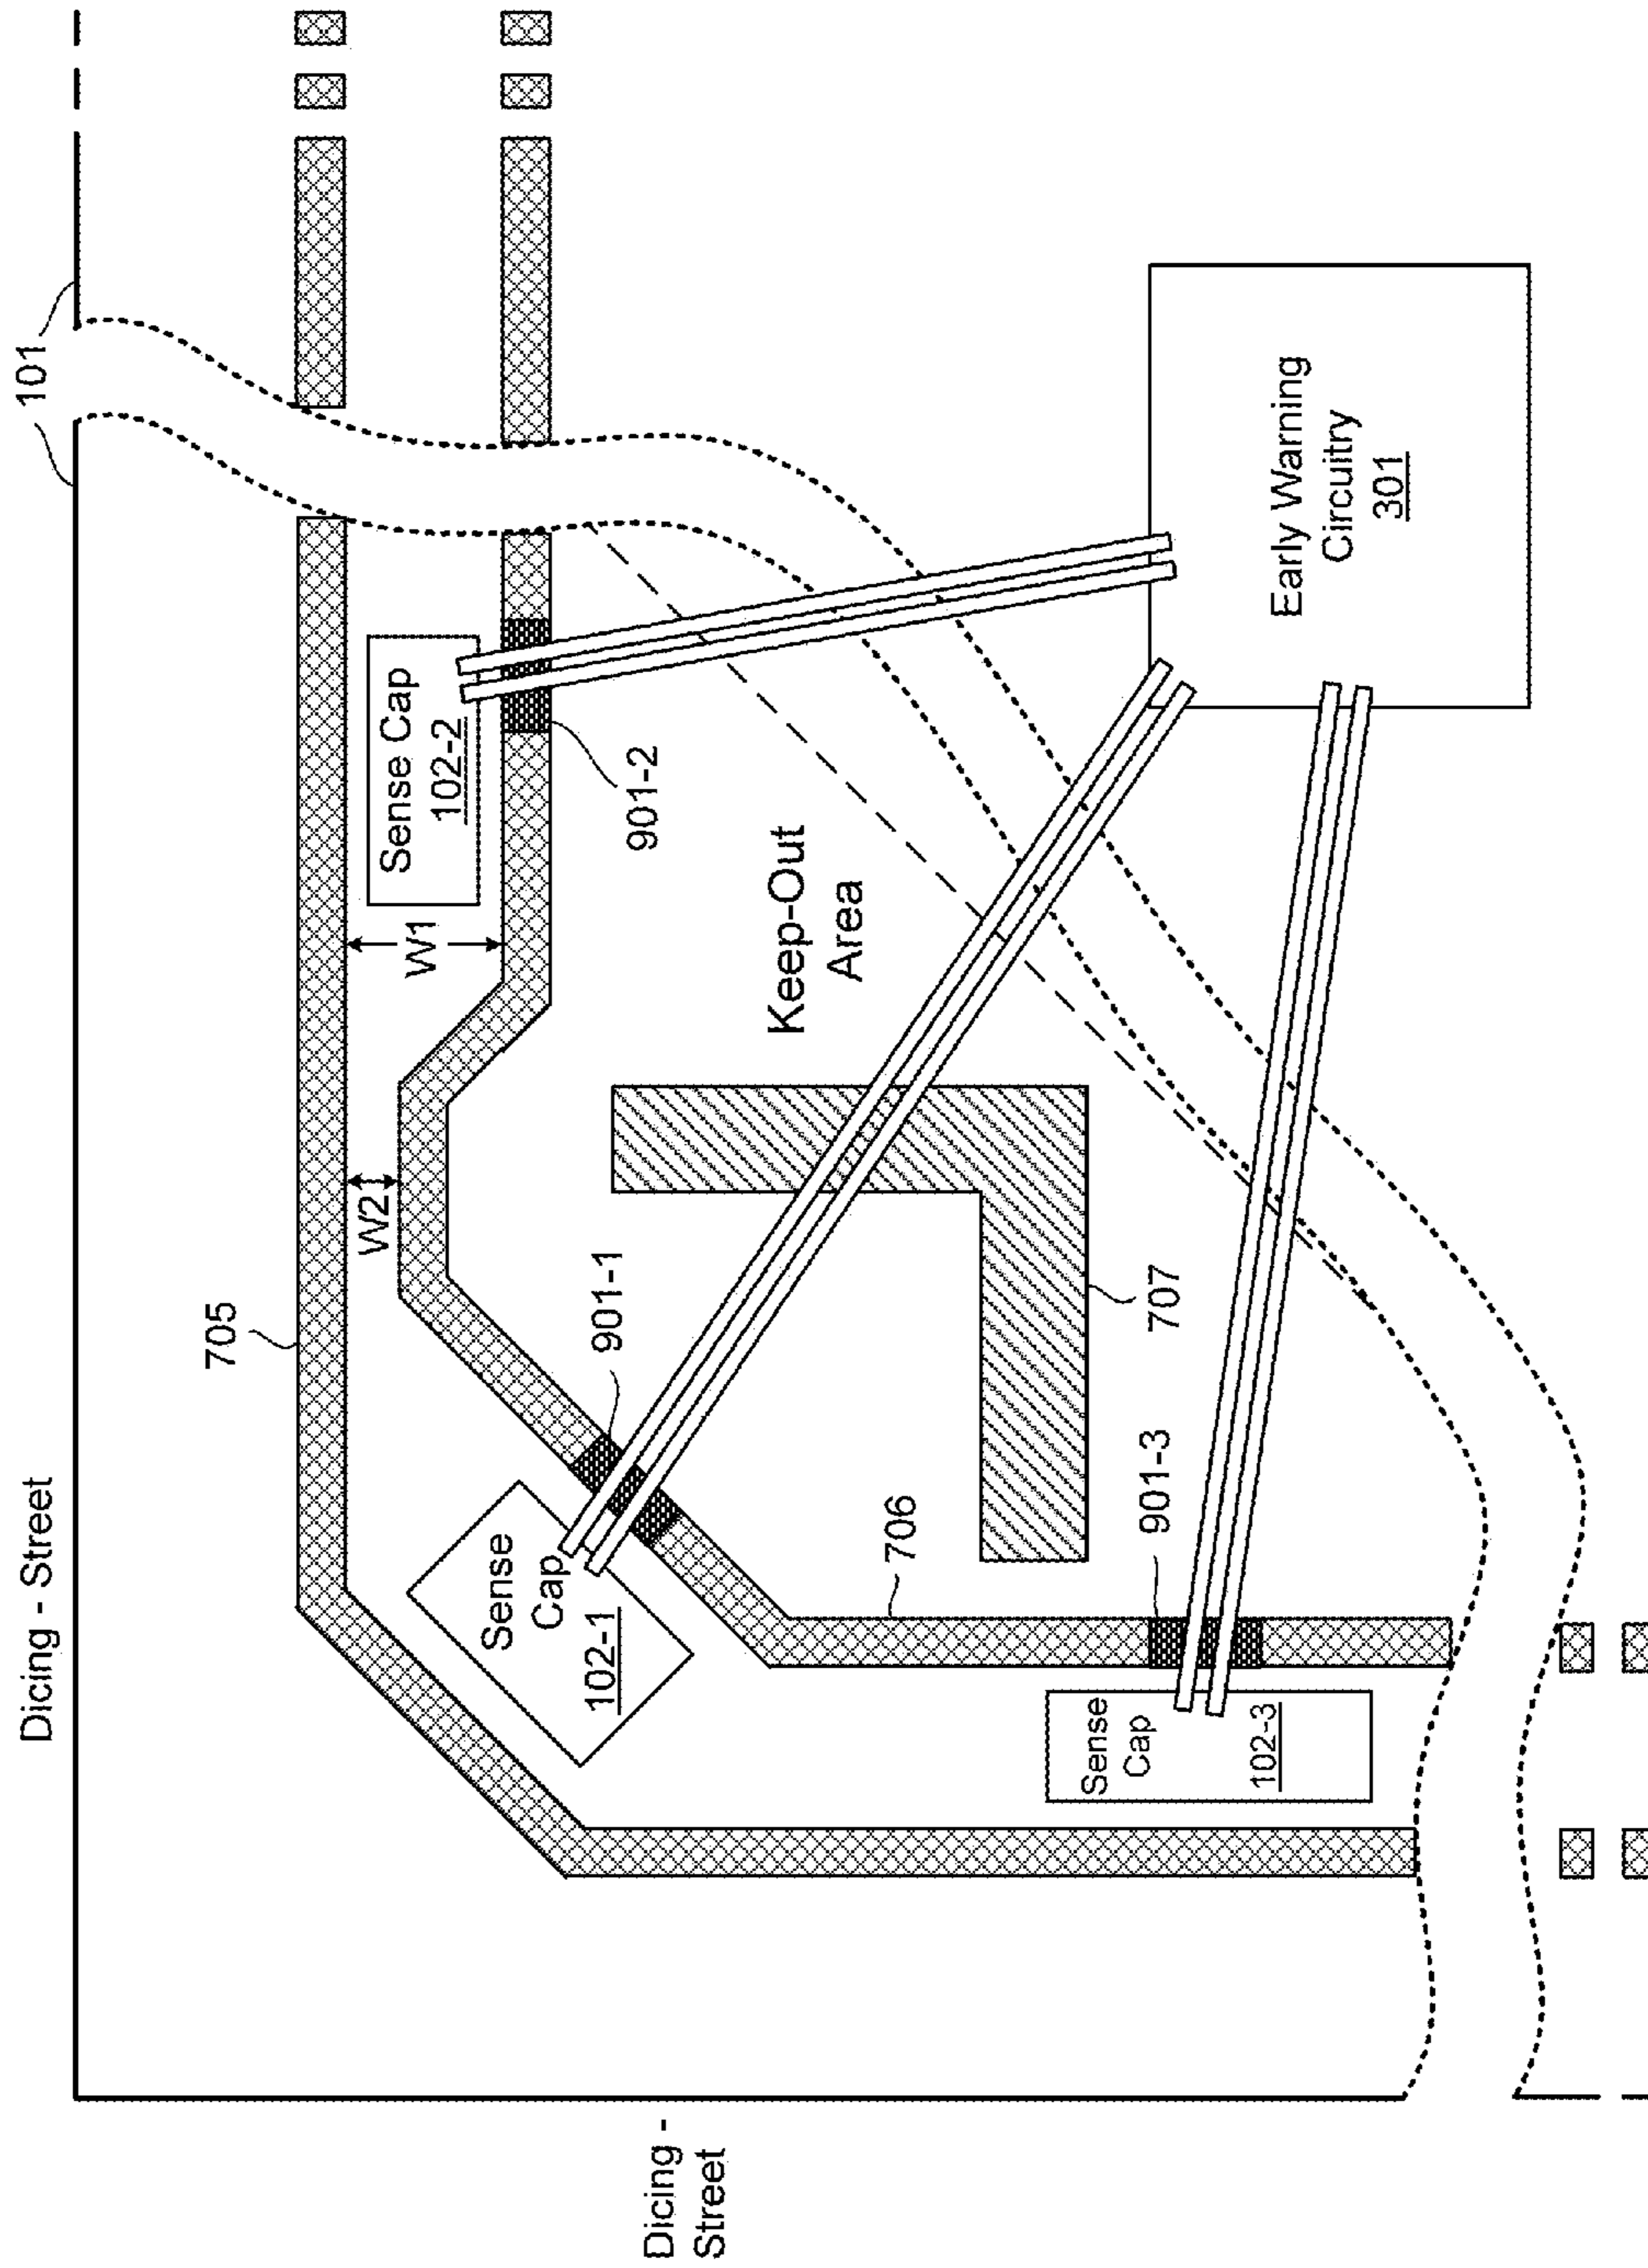 Dicing - Street
705
101
W2
W1
Sense Cap
102-2
901-2
Sense
Cap
102-1
901-1
Keep-Out
Area
706
707
901-3
Sense
Cap
102-3
Early Warning
Circuitry
301
Dicing -
Street